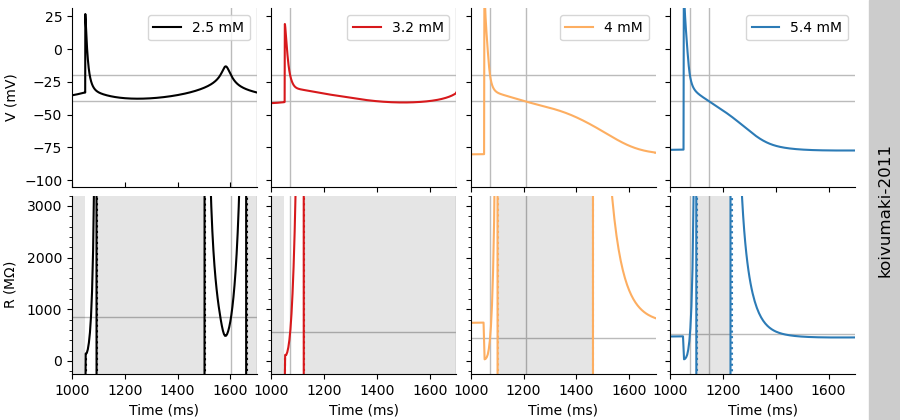 2.5 mM
3.2 mM
4 mM
5.4 mM
25
0
−25
−50
−75
−100
V (mV)
3000
2000
1000
0
R (MΩ)
1000 1200 1400 1600
1000 1200 1400 1600
1000 1200 1400 1600
1000 1200 1400 1600
Time (ms)
Time (ms)
Time (ms)
Time (ms)
koivumaki-2011